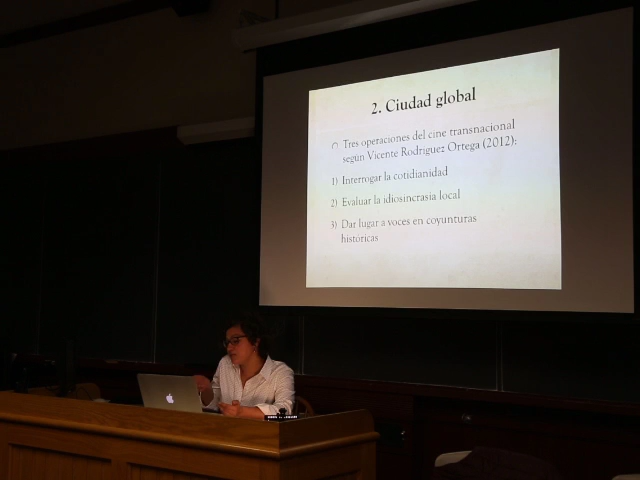 2. Ciudad global
Tres operaciones del cine transnacional
según Vicente Rodríguez Ortega (2012):
1) Interrogar la cotidianidad
2) Evaluar la idiosincrasia local
3) Dar lugar a voces en coyunturas
históricas